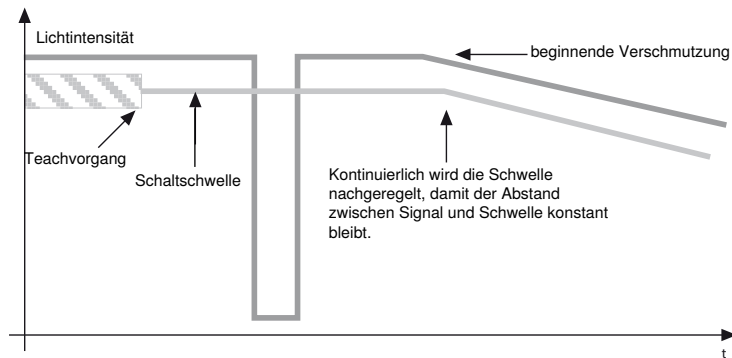 Lichtintensität
beginnende Verschmutzung
Teachvorgang
Schaltschwelle
Kontinuierlich wird die Schwelle
nachgeregelt, damit der Abstand
zwischen Signal und Schwelle konstant
bleibt.
t